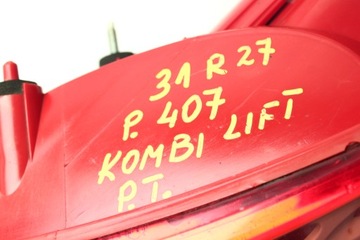 31 R 27
P. 407
KOMBI LIFT
P.T.